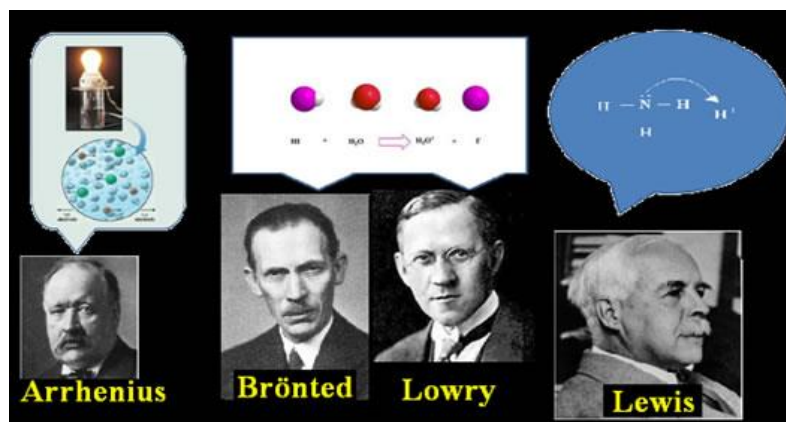 HI + H₂O H₃O⁺ + I⁻
H — N — H H⁺
H
Arrhenius
Brönted
Lowry
Lewis